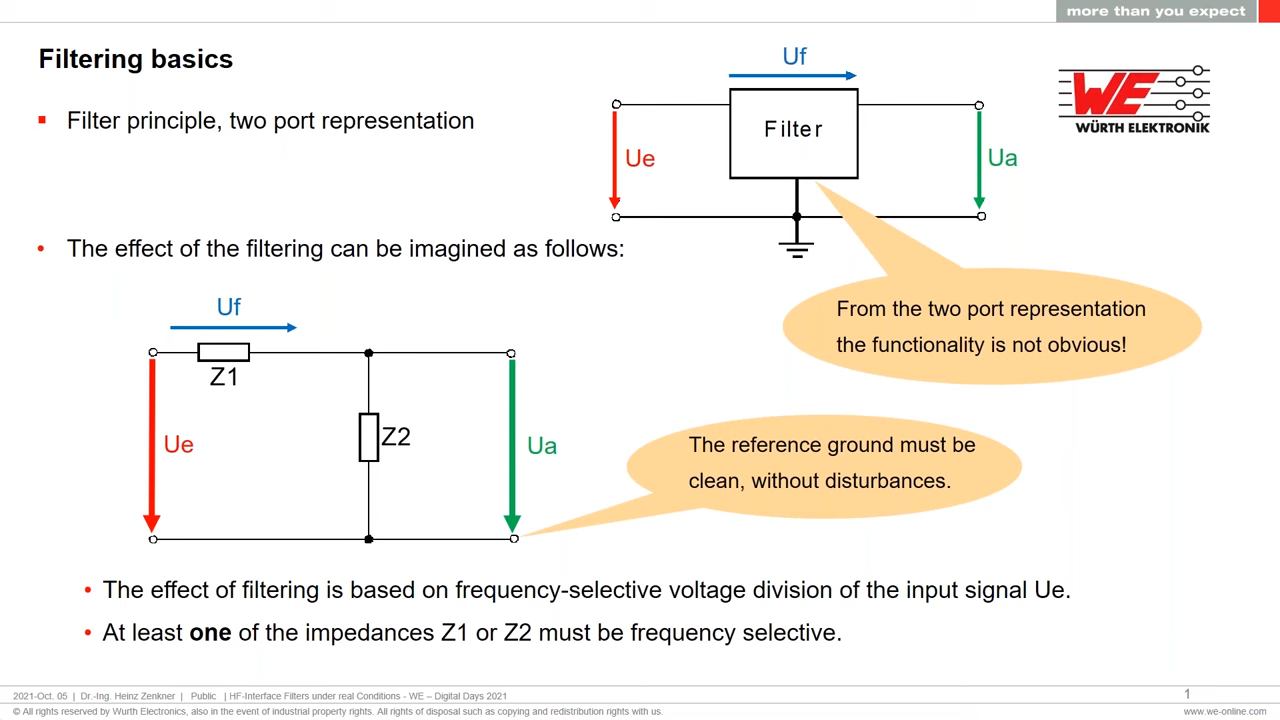 more than you expect
Filtering basics
Uf
WE
WÜRTH ELEKTRONIK
Filter principle, two port representation
Filter
Ue
Ua
The effect of the filtering can be imagined as follows:
Uf
From the two port representation
the functionality is not obvious!
Z1
Ue
Z2
Ua
The reference ground must be
clean, without disturbances.
The effect of filtering is based on frequency-selective voltage division of the input signal Ue.
At least one of the impedances Z1 or Z2 must be frequency selective.
2021-Oct. 05 | Dr.-Ing. Heinz Zenkner | Public | HF-Interface Filters under real Conditions - WE – Digital Days 2021
1
© All rights reserved by Wurth Electronics, also in the event of industrial property rights. All rights of disposal such as copying and redistribution rights with us.
www.we-online.com